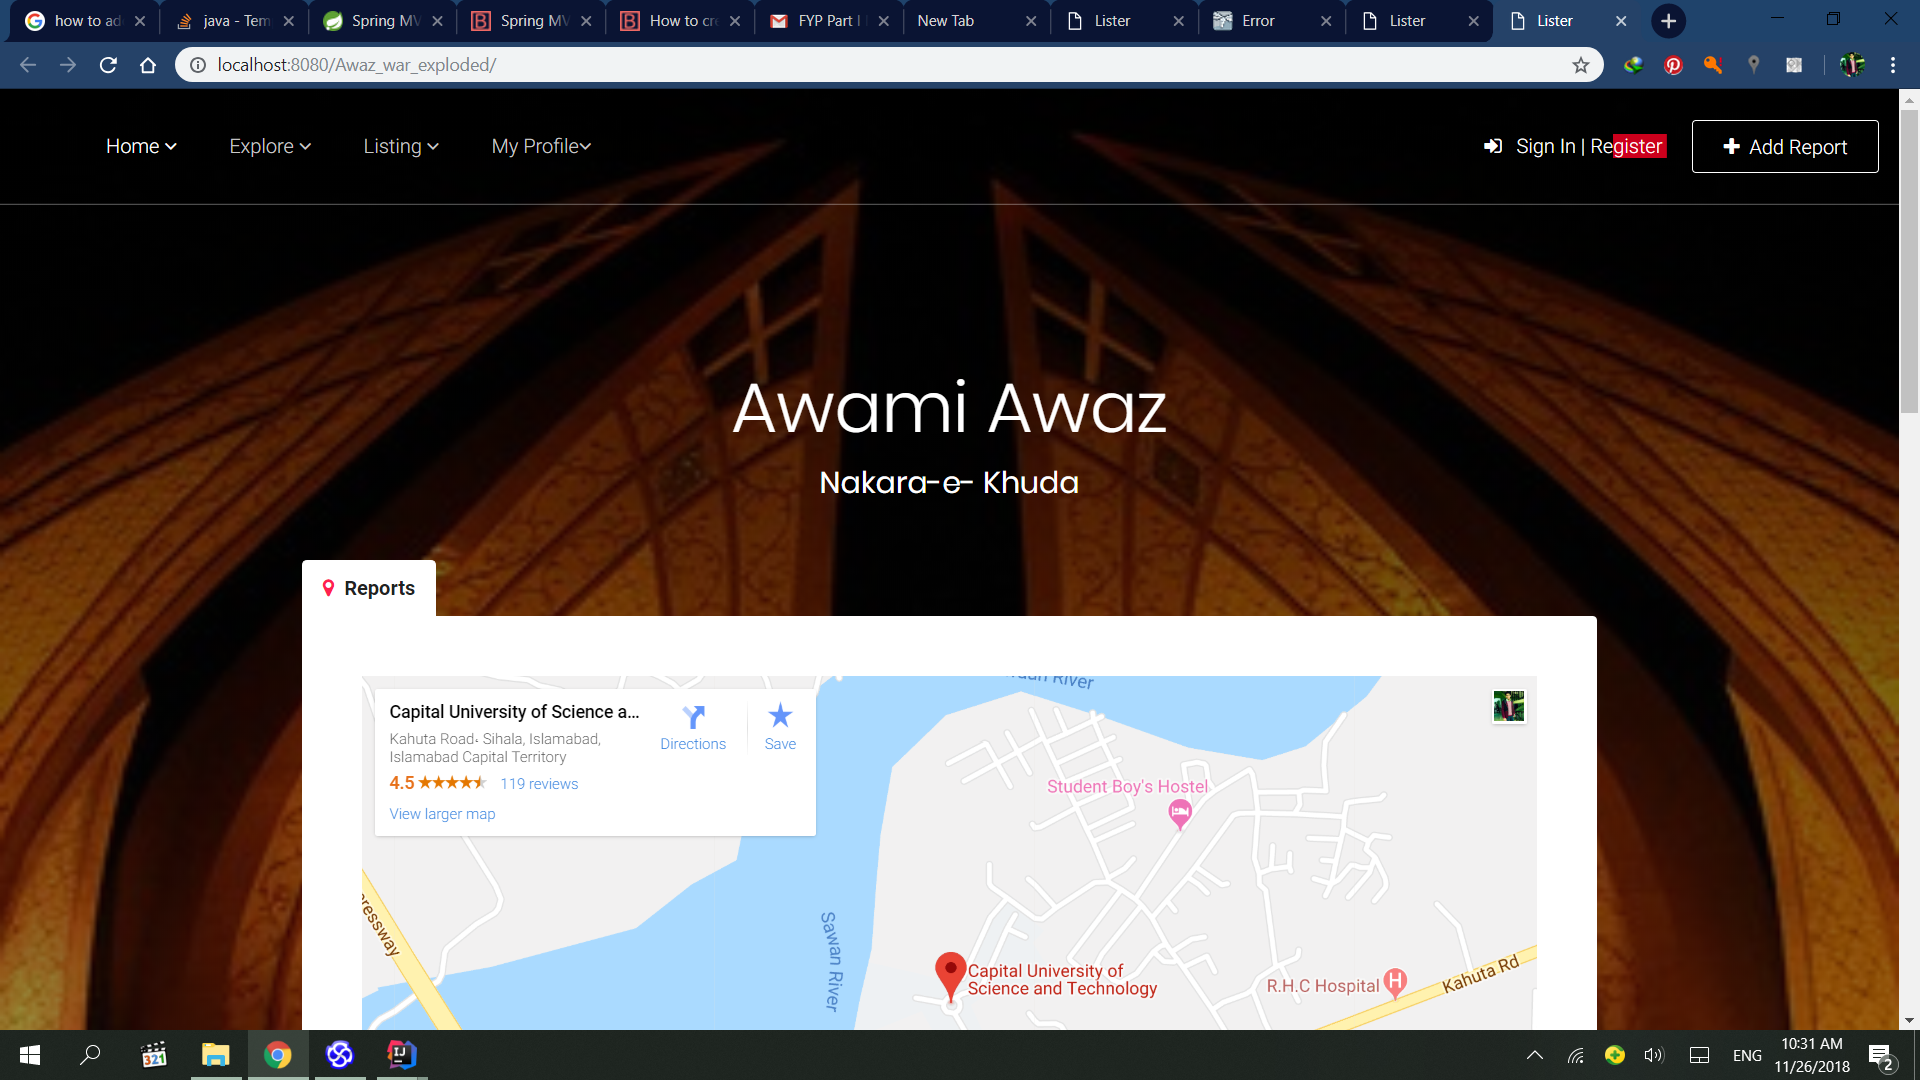 how to ad
java - Tem
Spring MV
Spring MV
How to cre
FYP Part I
New Tab
Lister
Error
Lister
Lister
localhost:8080/Awaz_war_exploded/
Home
Explore
Listing
My Profile
Sign In | Register
Add Report
Awami Awaz
Nakara-e- Khuda
Reports
Capital University of Science a...
Kahuta Road، Sihala, Islamabad,
Islamabad Capital Territory
4.5
119 reviews
View larger map
Directions
Save
River
Student Boy's Hostel
Sawan River
Capital University of
Science and Technology
R.H.C Hospital
H
Kahuta Rd
321
IJ
ENG
10:31 AM
11/26/2018
2